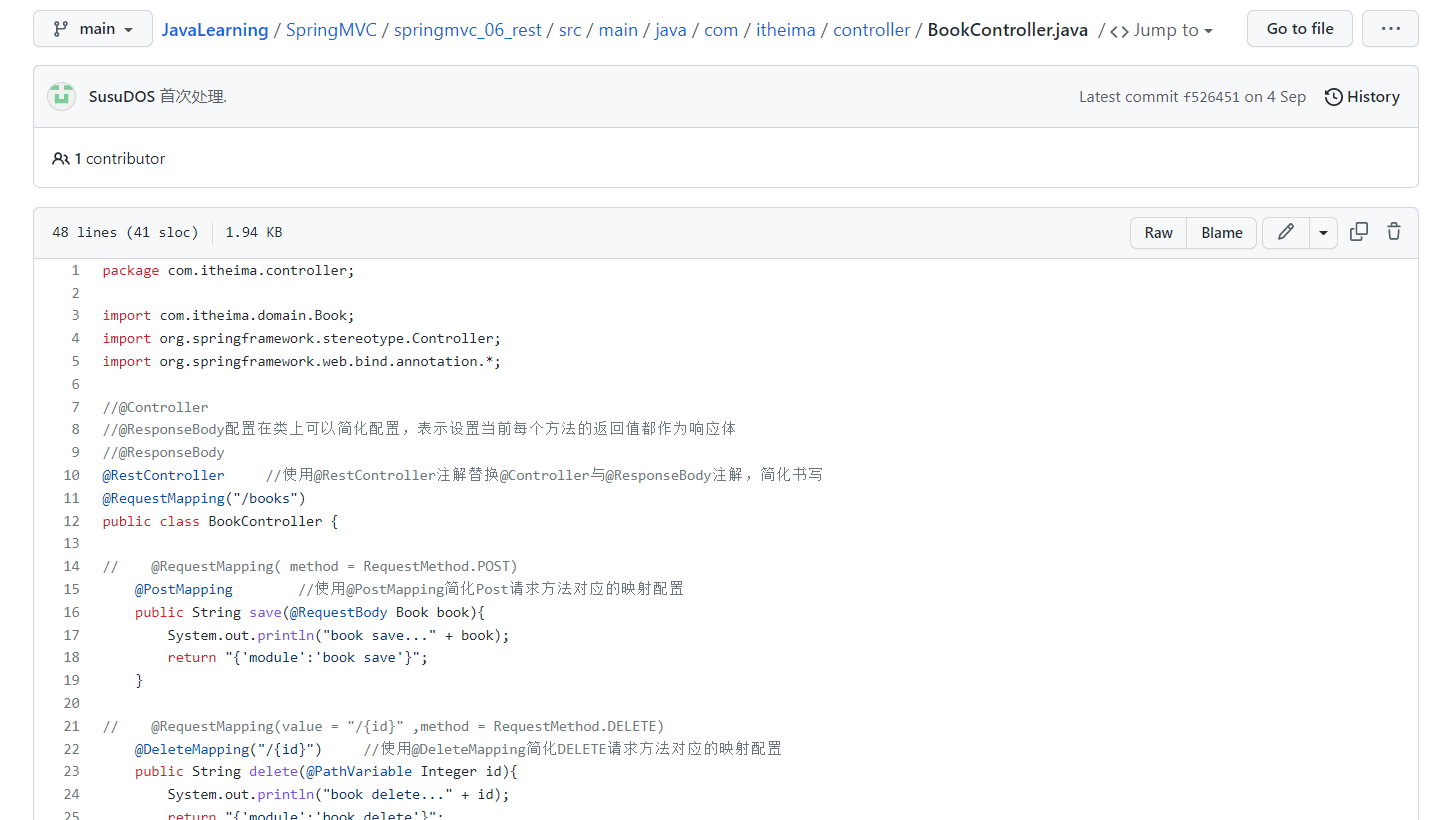 main
JavaLearning / SpringMVC / springmvc_06_rest / src / main / java / com / itheima / controller / BookController.java / <> Jump to
Go to file
...
SusuDOS 首次处理.
Latest commit f526451 on 4 Sep
History
1 contributor
48 lines (41 sloc) 1.94 KB
Raw
Blame
1 package com.itheima.controller;
2
3 import com.itheima.domain.Book;
4 import org.springframework.stereotype.Controller;
5 import org.springframework.web.bind.annotation.*;
6
7 //@Controller
8 //@ResponseBody配置在类上可以简化配置，表示设置当前每个方法的返回值都作为响应体
9 //@ResponseBody
10 @RestController     //使用@RestController注解替换@Controller与@ResponseBody注解，简化书写
11 @RequestMapping("/books")
12 public class BookController {
13
14 //    @RequestMapping( method = RequestMethod.POST)
15     @PostMapping        //使用@PostMapping简化Post请求方法对应的映射配置
16     public String save(@RequestBody Book book){
17         System.out.println("book save..." + book);
18         return "{'module':'book save'}";
19     }
20
21 //    @RequestMapping(value = "/{id}" ,method = RequestMethod.DELETE)
22     @DeleteMapping("/{id}")     //使用@DeleteMapping简化DELETE请求方法对应的映射配置
23     public String delete(@PathVariable Integer id){
24         System.out.println("book delete..." + id);
25         return "{'module':'book delete'}";